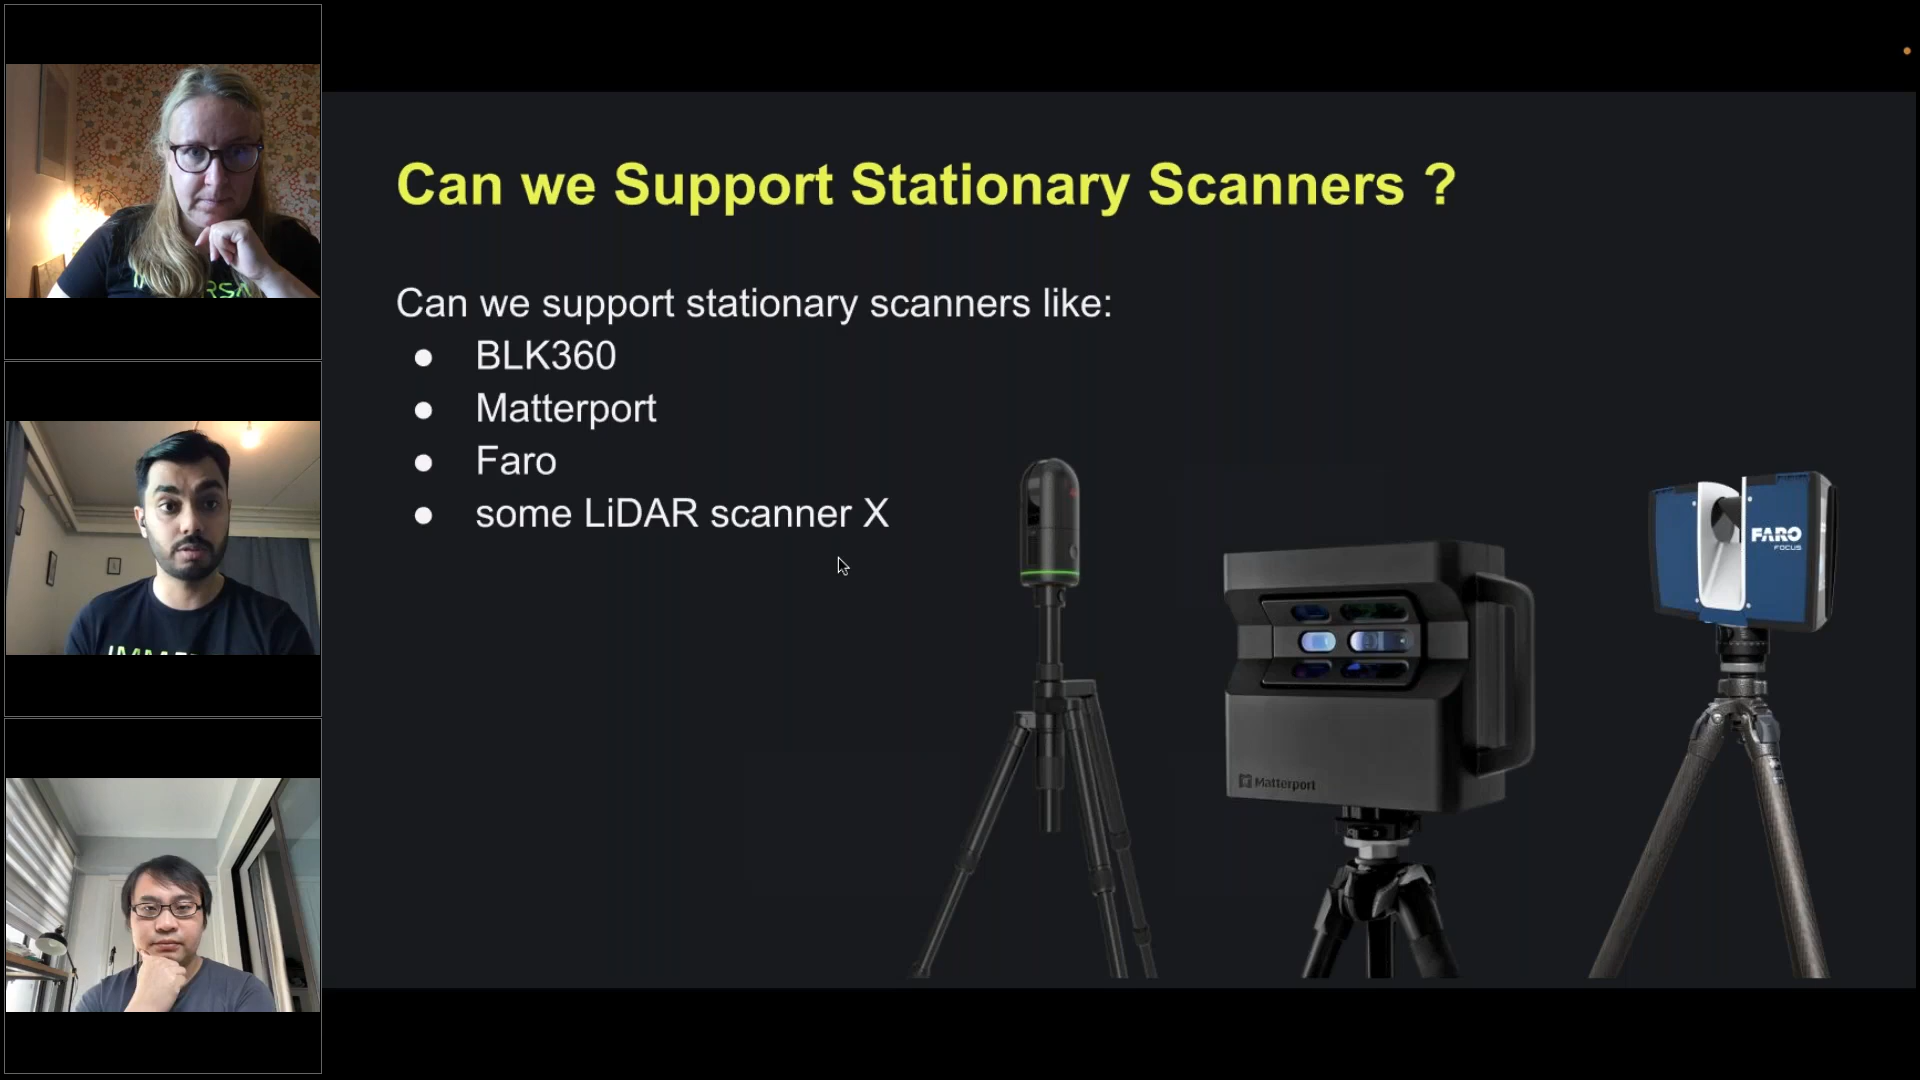 Can we Support Stationary Scanners ?
Can we support stationary scanners like:
● BLK360
● Matterport
● Faro
● some LiDAR scanner X
FARO
FOCUS
Matterport